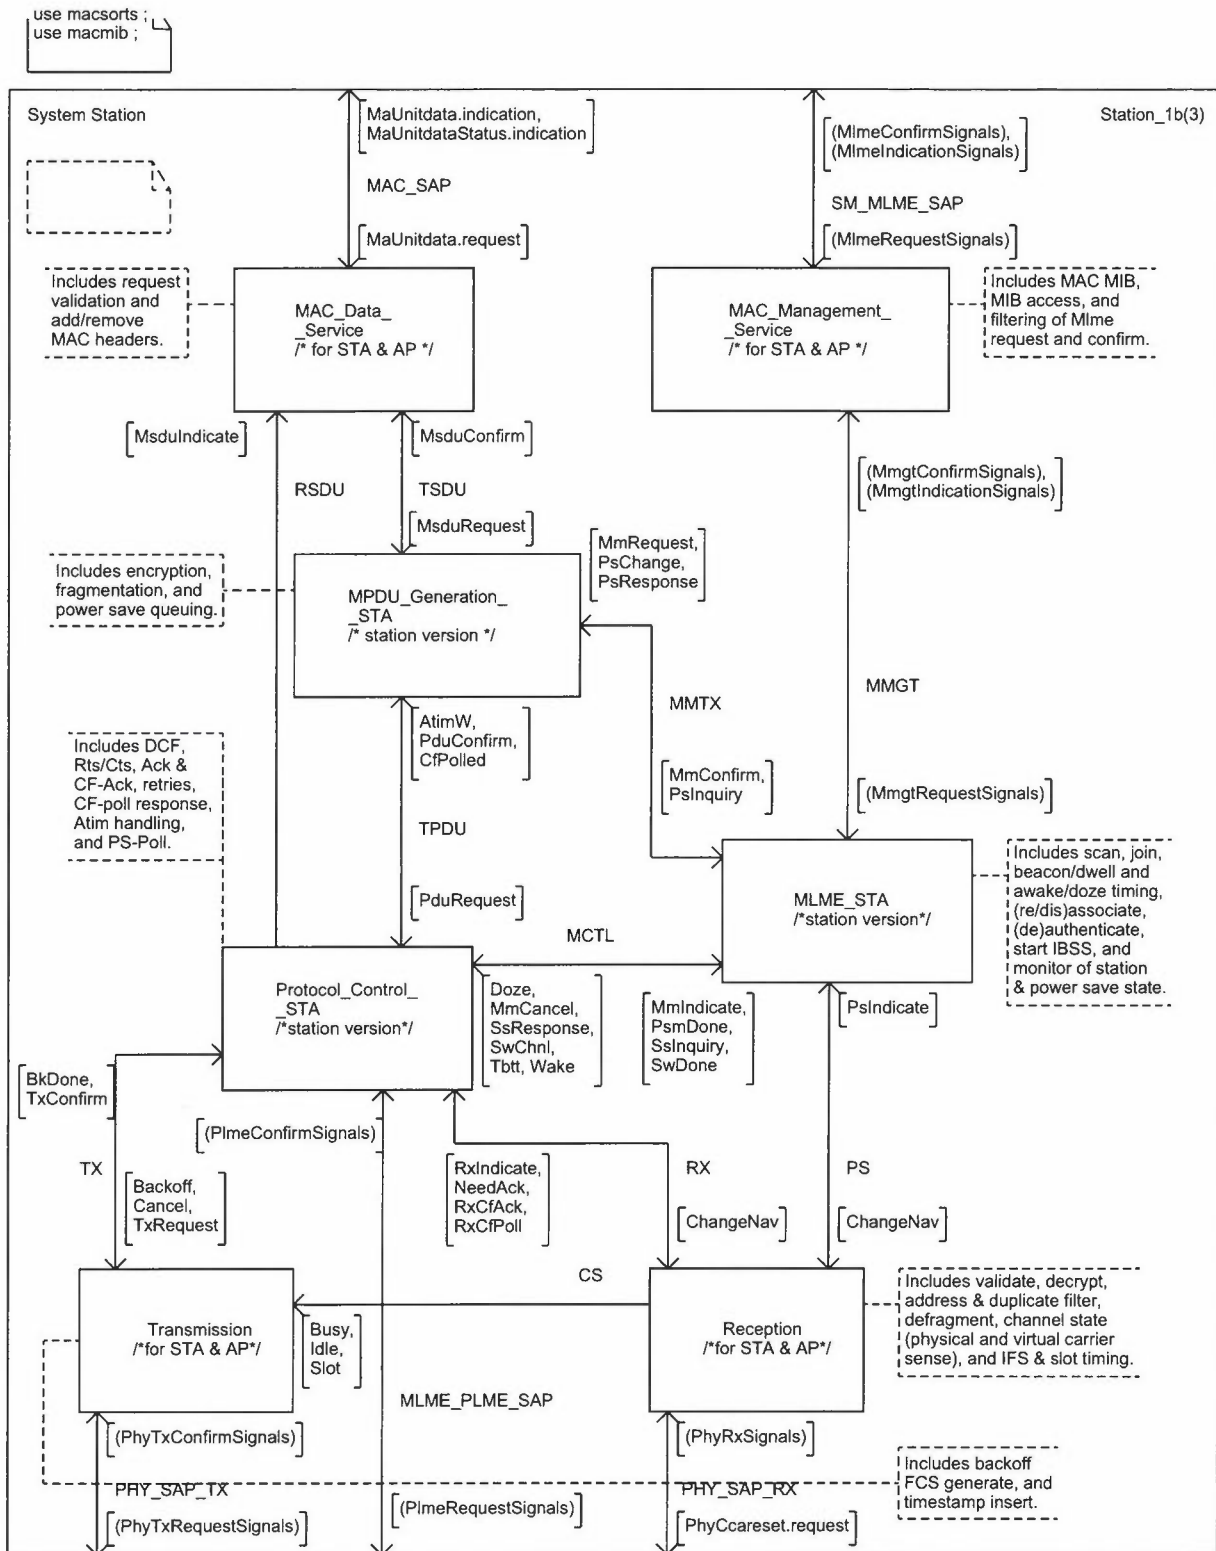 use macsorts ;
use macmib ;
System Station
Station_1b(3)
MaUnitdata.indication,
MaUnitdataStatus.indication
(MlmeConfirmSignals),
(MlmeIndicationSignals)
MAC_SAP
SM_MLME_SAP
MaUnitdata.request
(MlmeRequestSignals)
Includes request
validation and
add/remove
MAC headers.
MAC_Data_
_Service
/* for STA & AP */
MAC_Management_
_Service
/* for STA & AP */
Includes MAC MIB,
MIB access, and
filtering of Mlme
request and confirm.
MsduIndicate
MsduConfirm
(MmgtConfirmSignals),
(MmgtIndicationSignals)
RSDU
TSDU
MsduRequest
MmRequest,
PsChange,
PsResponse
Includes encryption,
fragmentation, and
power save queuing.
MPDU_Generation_
_STA
/* station version */
MMGT
MMTX
AtimW,
PduConfirm,
CfPolled
Includes DCF,
Rts/Cts, Ack &
CF-Ack, retries,
CF-poll response,
Atim handling,
and PS-Poll.
MmConfirm,
PsInquiry
(MmgtRequestSignals)
TPDU
PduRequest
MLME_STA
/*station version*/
Includes scan, join,
beacon/dwell and
awake/doze timing,
(re/dis)associate,
(de)authenticate,
start IBSS, and
monitor of station
& power save state.
MCTL
Protocol_Control_
_STA
/*station version*/
Doze,
MmCancel,
SsResponse,
SwChnl,
Tbtt, Wake
MmIndicate,
PsmDone,
SsInquiry,
SwDone
PsIndicate
BkDone,
TxConfirm
(PlmeConfirmSignals)
TX
Backoff,
Cancel,
TxRequest
RxIndicate,
NeedAck,
RxCfAck,
RxCfPoll
RX
PS
ChangeNav
ChangeNav
CS
Transmission
/*for STA & AP*/
Busy,
Idle,
Slot
Reception
/*for STA & AP*/
Includes validate, decrypt,
address & duplicate filter,
defragment, channel state
(physical and virtual carrier
sense), and IFS & slot timing.
MLME_PLME_SAP
(PhyTxConfirmSignals)
(PhyRxSignals)
Includes backoff
FCS generate, and
timestamp insert.
PHY_SAP_TX
PHY_SAP_RX
(PhyTxRequestSignals)
(PlmeRequestSignals)
PhyCcareset.request